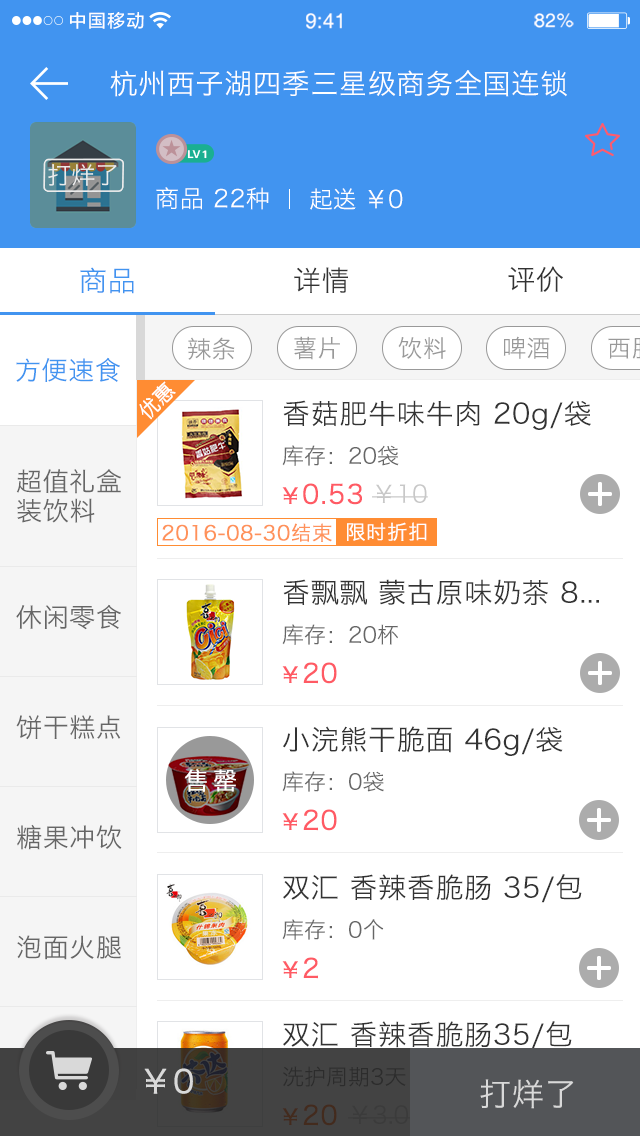 中国移动 9:41 82%
杭州西子湖四季三星级商务全国连锁
打烊了
LV1
商品 22种 | 起送 ¥0
商品 详情 评价
辣条 薯片 饮料 啤酒
方便速食
超值礼盒
装饮料
休闲零食
饼干糕点
糖果冲饮
泡面火腿
优惠
香菇肥牛味牛肉 20g/袋
库存：20袋
¥0.53 ¥10
2016-08-30结束 限时折扣
香飘飘 蒙古原味奶茶 8...
库存：20杯
¥20
售罄
小浣熊干脆面 46g/袋
库存：0袋
¥20
双汇 香辣香脆肠 35/包
库存：0个
¥2
双汇 香辣香脆肠35/包
洗护周期3天
¥20 ¥3.0
¥0
打烊了